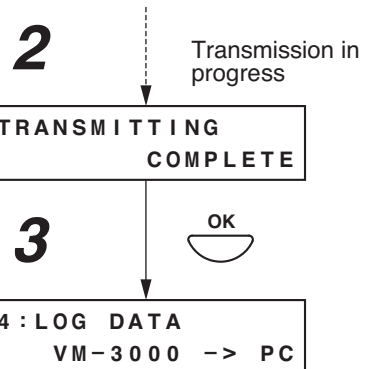 2
Transmission in
progress
TRANSMITTING
COMPLETE
3
OK
4:LOG DATA
VM-3000 -> PC